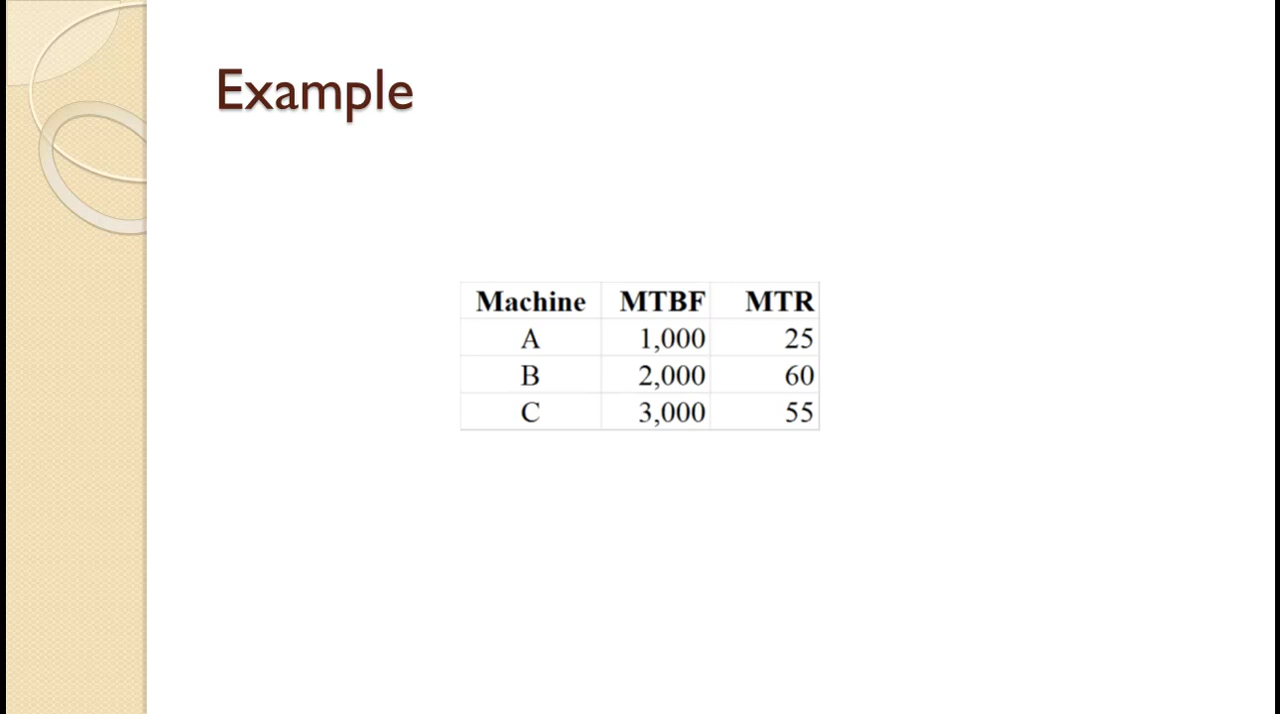 Example
Machine MTBF MTR
A 1,000 25
B 2,000 60
C 3,000 55